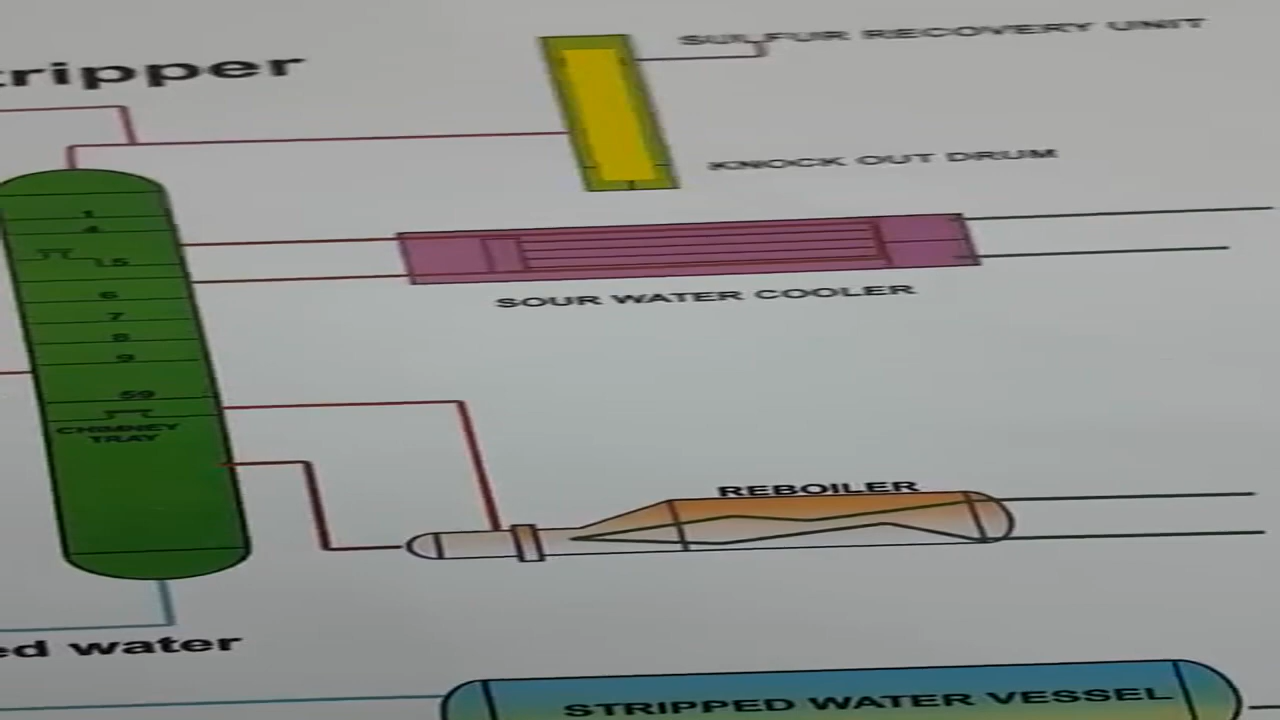 SULFUR RECOVERY UNIT
tripper
KNOCK OUT DRUM
1
4
5
SOUR WATER COOLER
6
7
8
9
59
CHIMNEY
TRAY
REBOILER
ed water
STRIPPED WATER VESSEL